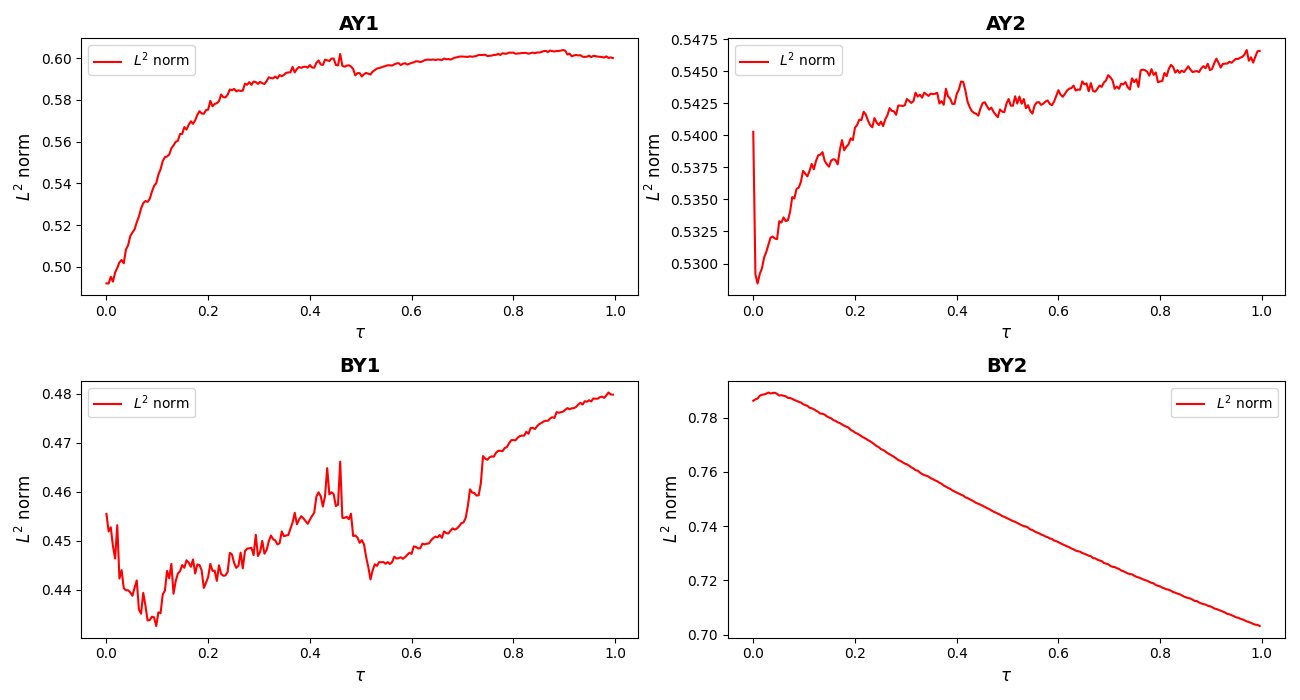 AY1
L² norm
0.60
0.58
0.56
0.54
0.52
0.50
L² norm
0.0 0.2 0.4 0.6 0.8 1.0
τ
AY2
L² norm
0.5475
0.5450
0.5425
0.5400
0.5375
0.5350
0.5325
0.5300
L² norm
0.0 0.2 0.4 0.6 0.8 1.0
τ
BY1
L² norm
0.48
0.47
0.46
0.45
0.44
L² norm
0.0 0.2 0.4 0.6 0.8 1.0
τ
BY2
L² norm
0.78
0.76
0.74
0.72
0.70
L² norm
0.0 0.2 0.4 0.6 0.8 1.0
τ